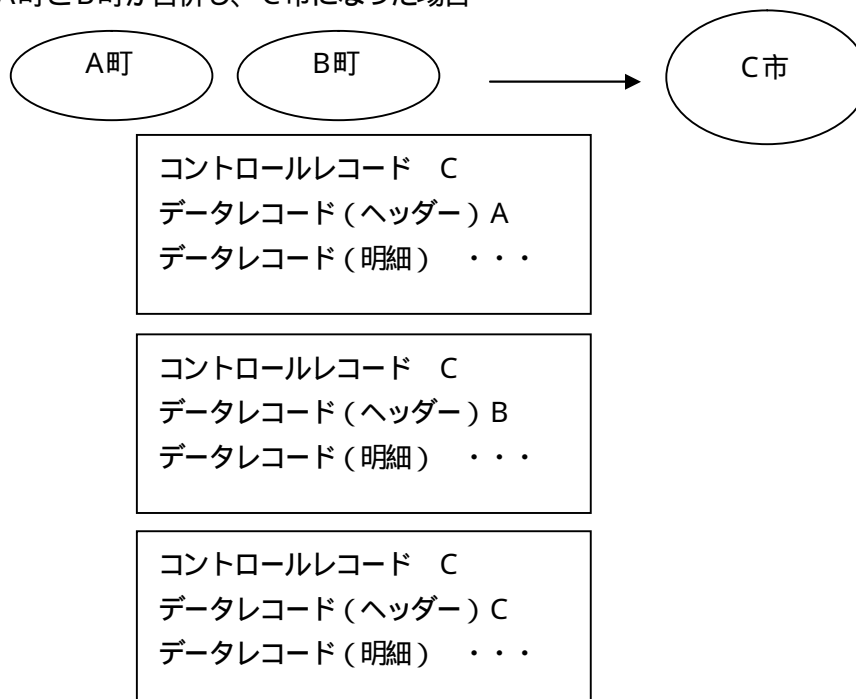 A町とB町が合併し、C市になった場合
A町 B町 C市
コントロールレコード C
データレコード(ヘッダー)A
データレコード(明細) ・・・
コントロールレコード C
データレコード(ヘッダー)B
データレコード(明細) ・・・
コントロールレコード C
データレコード(ヘッダー)C
データレコード(明細) ・・・